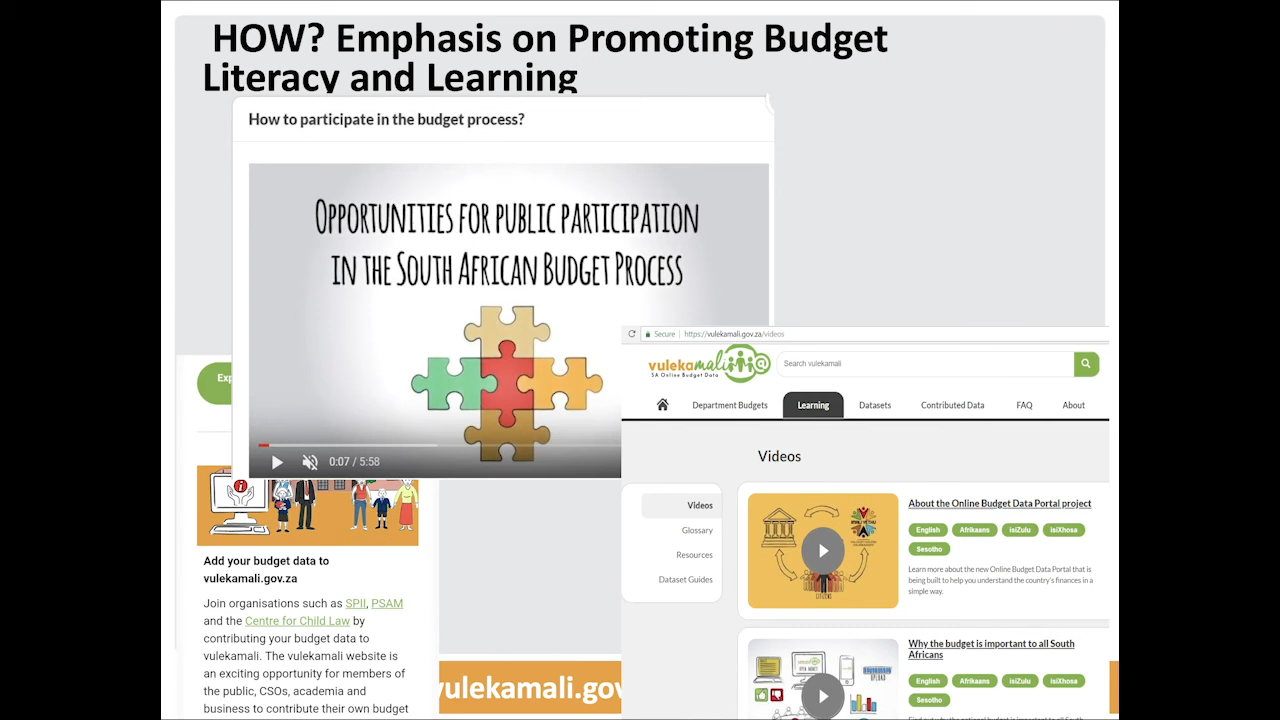 HOW? Emphasis on Promoting Budget
Literacy and Learning
How to participate in the budget process?
OPPORTUNITIES FOR PUBLIC PARTICIPATION
IN THE SOUTH AFRICAN BUDGET PROCESS
0:07 / 5:58
Exp
Add your budget data to
vulekamali.gov.za
Join organisations such as SPII, PSAM
and the Centre for Child Law by
contributing your budget data to
vulekamali. The vulekamali website is
an exciting opportunity for members of
the public, CSOs, academia and
business to contribute their own budget
vulekamali.gov
Secure https://vulekamali.gov.za/videos
vulekamali
SA Online Budget Data
Search vulekamali
Department Budgets Learning Datasets Contributed Data FAQ About
Videos
Videos
Glossary
Resources
Dataset Guides
About the Online Budget Data Portal project
English Afrikaans isiZulu isiXhosa
Sesotho
Learn more about the new Online Budget Data Portal that is
being built to help you understand the country's finances in a
simple way.
CITIZEN
Why the budget is important to all South
Africans
English Afrikaans isiZulu isiXhosa
Sesotho